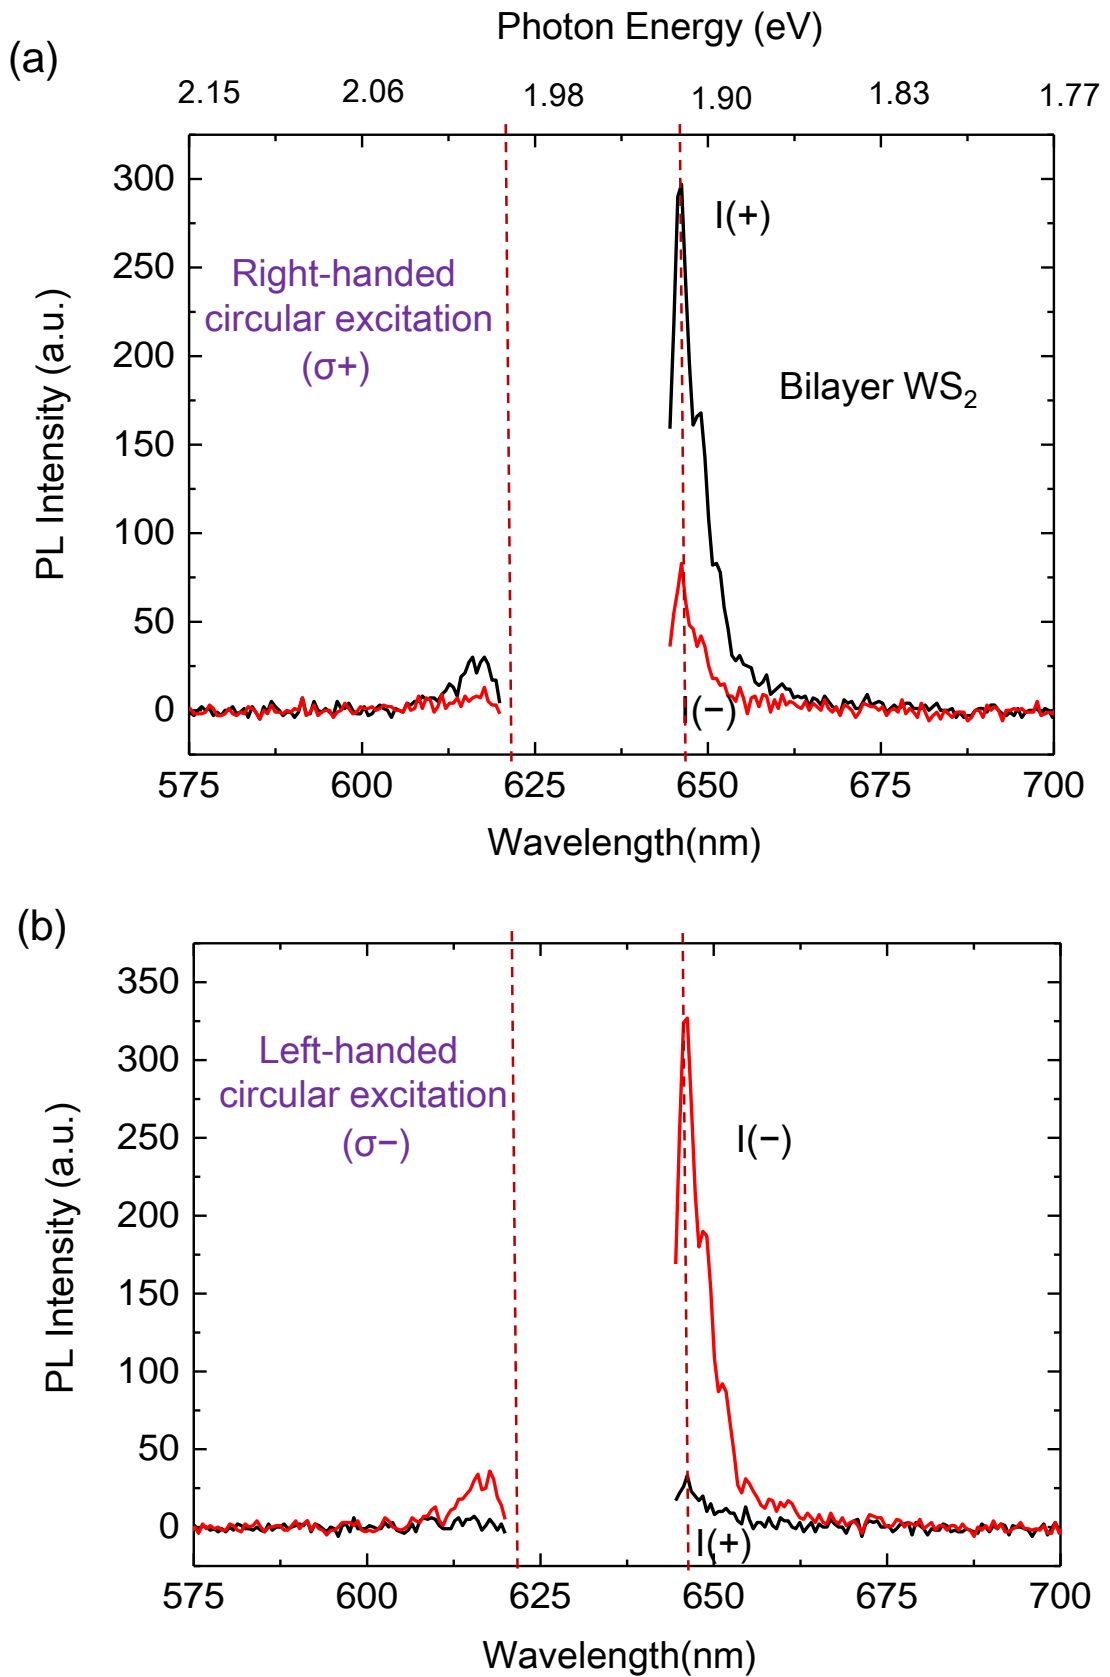 Photon Energy (eV)
(a)
2.15 2.06 1.98 1.90 1.83 1.77
300
250
200
150
100
50
0
PL Intensity (a.u.)
Right-handed
circular excitation
(σ+)
I(+)
Bilayer WS₂
I(−)
575 600 625 650 675 700
Wavelength(nm)
(b)
350
300
250
200
150
100
50
0
PL Intensity (a.u.)
Left-handed
circular excitation
(σ−)
I(−)
I(+)
575 600 625 650 675 700
Wavelength(nm)